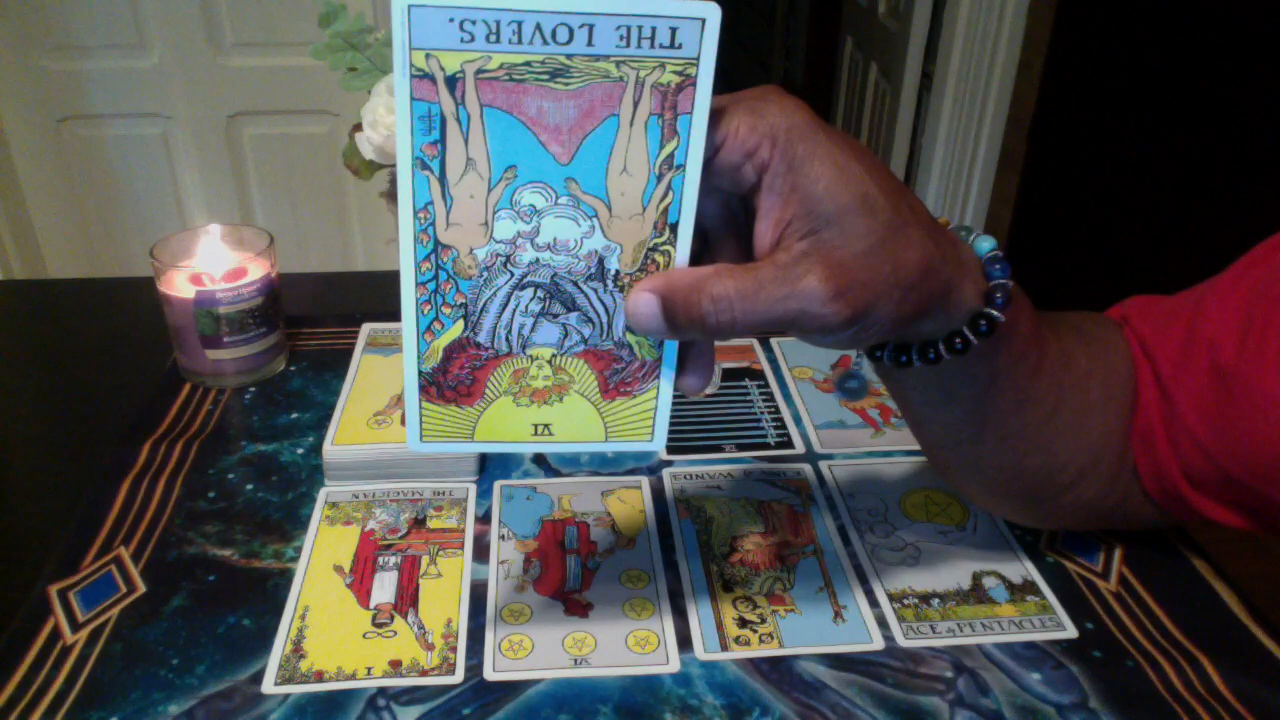 THE LOVERS.
VI
THE MAGICIAN
I
VI
KING of WANDS
ACE of PENTACLES